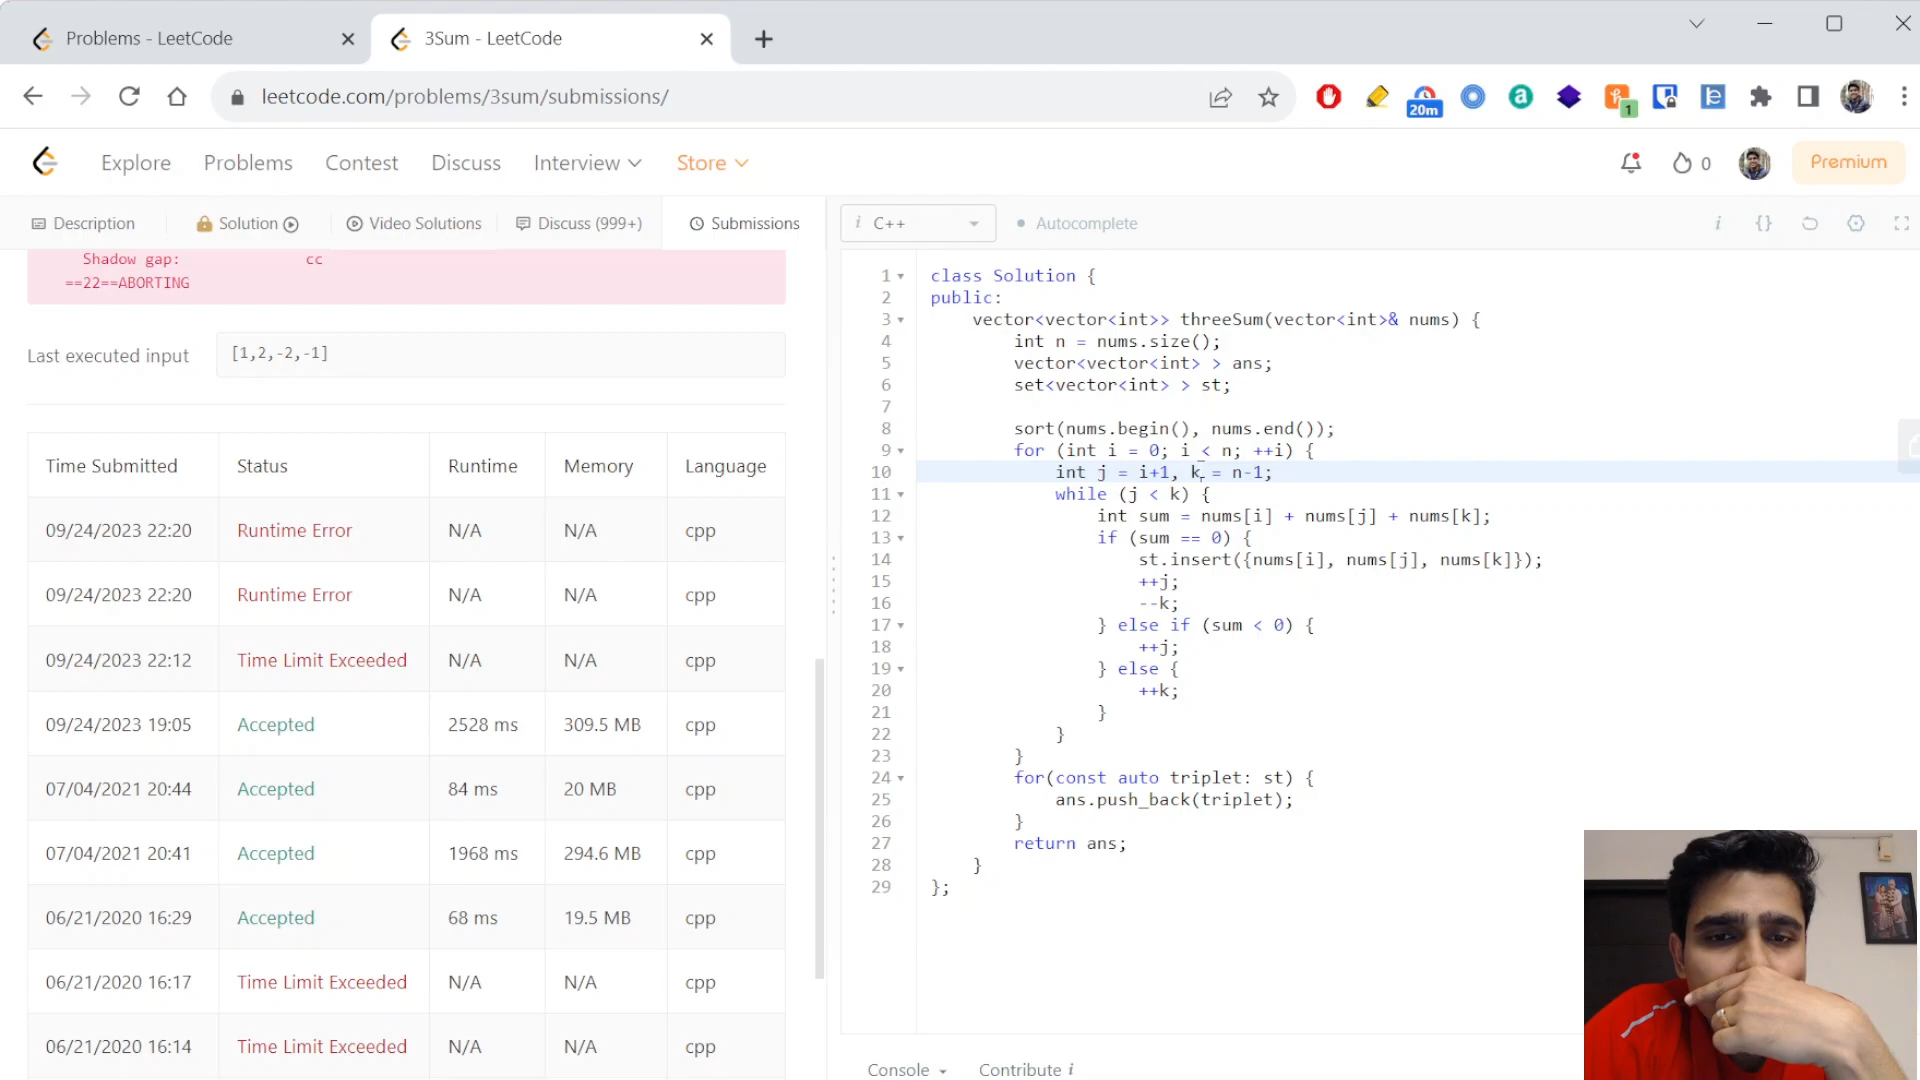 Problems - LeetCode
3Sum - LeetCode
leetcode.com/problems/3sum/submissions/
20m
1
Explore
Problems
Contest
Discuss
Interview
Store
0
Premium
Description
Solution
Video Solutions
Discuss (999+)
Submissions
i C++
Autocomplete
i {}
Shadow gap: cc
==22==ABORTING
Last executed input
[1,2,-2,-1]
Time Submitted Status Runtime Memory Language
09/24/2023 22:20 Runtime Error N/A N/A cpp
09/24/2023 22:20 Runtime Error N/A N/A cpp
09/24/2023 22:12 Time Limit Exceeded N/A N/A cpp
09/24/2023 19:05 Accepted 2528 ms 309.5 MB cpp
07/04/2021 20:44 Accepted 84 ms 20 MB cpp
07/04/2021 20:41 Accepted 1968 ms 294.6 MB cpp
06/21/2020 16:29 Accepted 68 ms 19.5 MB cpp
06/21/2020 16:17 Time Limit Exceeded N/A N/A cpp
06/21/2020 16:14 Time Limit Exceeded N/A N/A cpp
1 class Solution {
2 public:
3 vector<vector<int>> threeSum(vector<int>& nums) {
4 int n = nums.size();
5 vector<vector<int> > ans;
6 set<vector<int> > st;
7
8 sort(nums.begin(), nums.end());
9 for (int i = 0; i < n; ++i) {
10 int j = i+1, k = n-1;
11 while (j < k) {
12 int sum = nums[i] + nums[j] + nums[k];
13 if (sum == 0) {
14 st.insert({nums[i], nums[j], nums[k]});
15 ++j;
16 --k;
17 } else if (sum < 0) {
18 ++j;
19 } else {
20 ++k;
21 }
22 }
23 }
24 for(const auto triplet: st) {
25 ans.push_back(triplet);
26 }
27 return ans;
28 }
29 };
Console
Contribute i